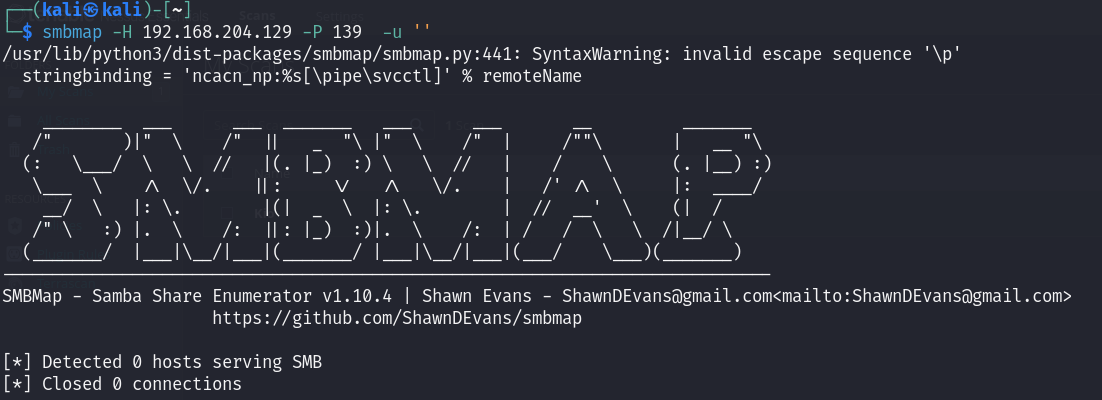 ┌──(kali㉿kali)-[~]
└─$ smbmap -H 192.168.204.129 -P 139  -u ''
/usr/lib/python3/dist-packages/smbmap/smbmap.py:441: SyntaxWarning: invalid escape sequence '\p'
  stringbinding = 'ncacn_np:%s[\pipe\svcctl]' % remoteName
SMBMAP
SMBMap - Samba Share Enumerator v1.10.4 | Shawn Evans - ShawnDEvans@gmail.com<mailto:ShawnDEvans@gmail.com>
                     https://github.com/ShawnDEvans/smbmap
[*] Detected 0 hosts serving SMB
[*] Closed 0 connections